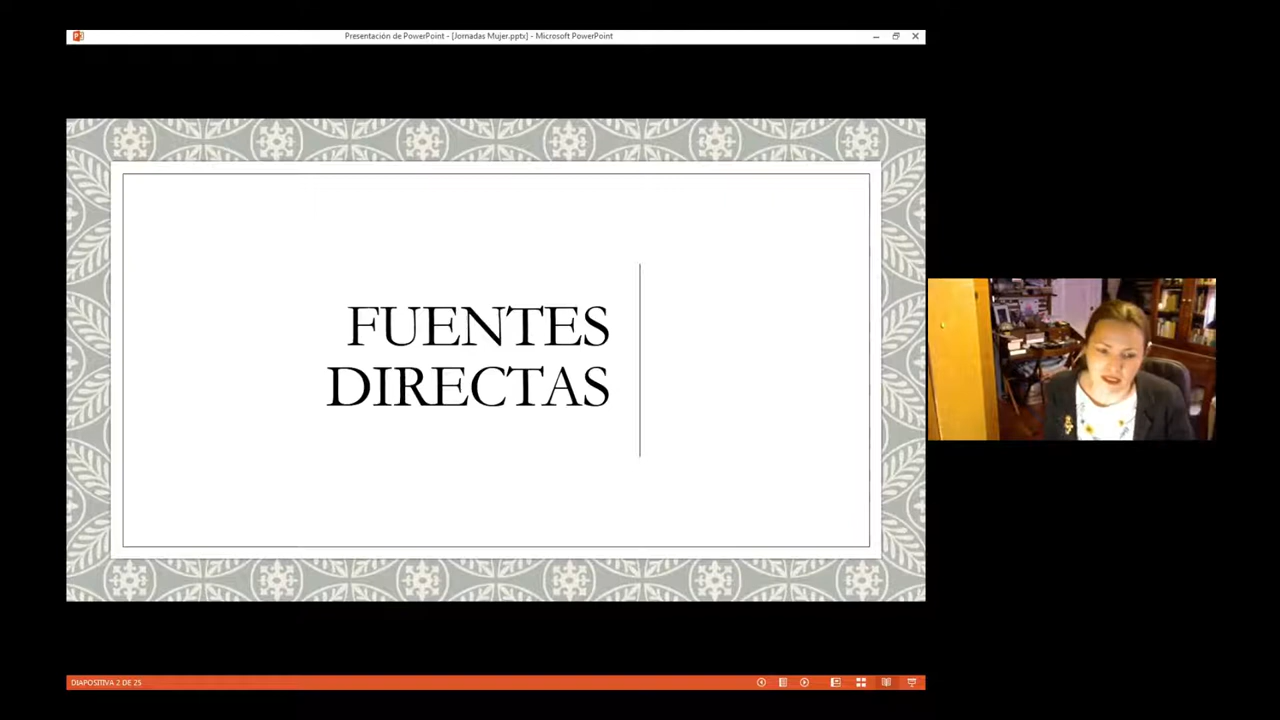 Presentación de PowerPoint - [Jornadas Mujer.pptx] - Microsoft PowerPoint
FUENTES
DIRECTAS
DIAPOSITIVA 2 DE 25